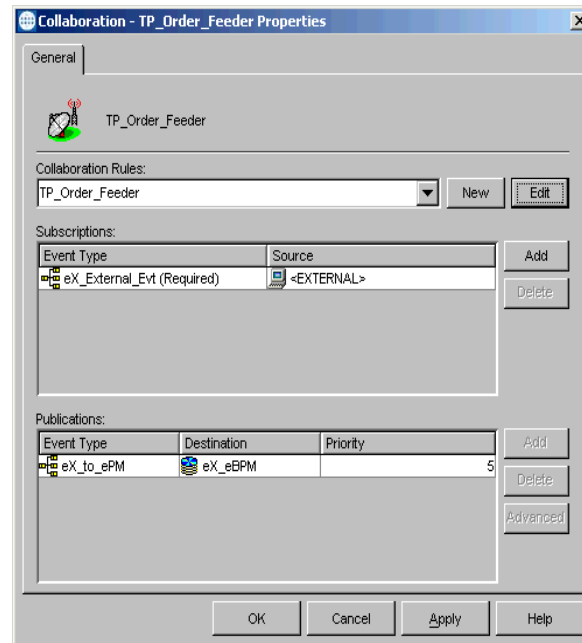 Collaboration - TP_Order_Feeder Properties
General
TP_Order_Feeder
Collaboration Rules:
TP_Order_Feeder New Edit
Subscriptions:
Event Type Source Add
eX_External_Evt (Required) <EXTERNAL>
Delete
Publications:
Event Type Destination Priority Add
eX_to_ePM eX_eBPM 5
Delete
Advanced
OK Cancel Apply Help